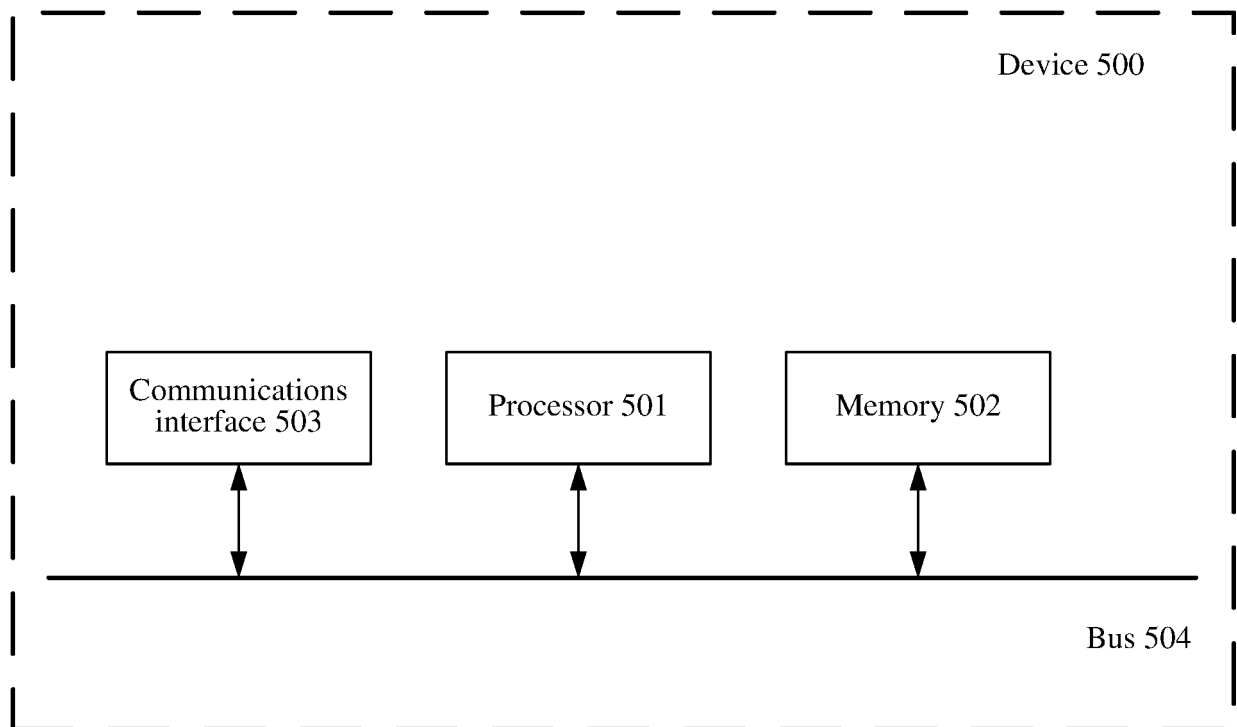 Device 500
Communications
interface 503
Processor 501
Memory 502
Bus 504